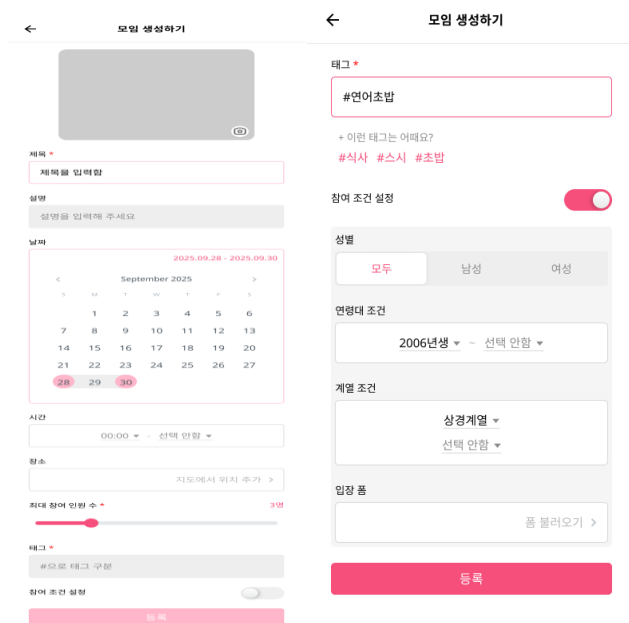 모임 생성하기
제목 *
제목을 입력함
설명
설명을 입력해 주세요
날짜
2025.09.28 - 2025.09.30
< September 2025 >
S M T W T F S
1 2 3 4 5 6
7 8 9 10 11 12 13
14 15 16 17 18 19 20
21 22 23 24 25 26 27
28 29 30
시간
00:00 - 선택 안함
장소
지도에서 위치 추가 >
최대 참여 인원 수 * 3명
태그 *
#으로 태그 구분
참여 조건 설정
등록
모임 생성하기
태그 *
#연어초밥
+ 이런 태그는 어때요?
#식사 #스시 #초밥
참여 조건 설정
성별
모두 남성 여성
연령대 조건
2006년생 ~ 선택 안함
계열 조건
상경계열
선택 안함
입장 폼
폼 불러오기 >
등록